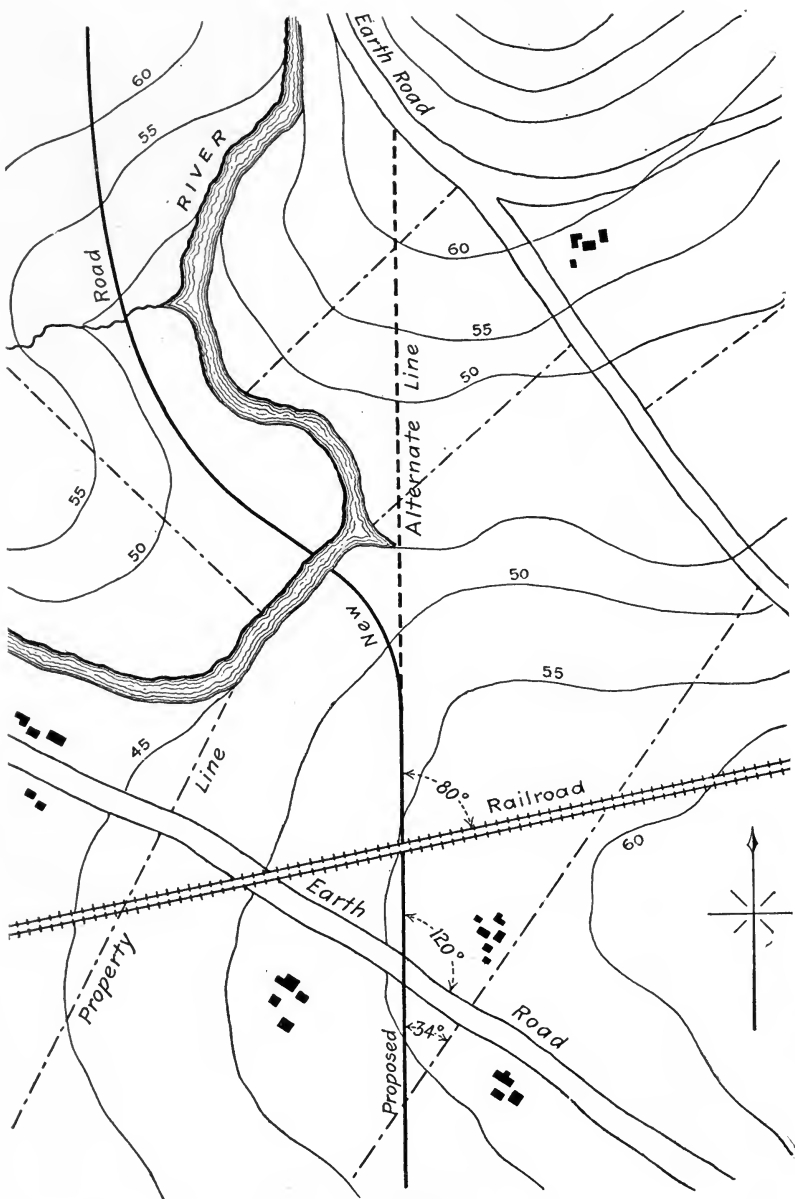 Earth Road
60
55
RIVER
60
Road
55
Line
50
Alternate
55
50
50
New
55
45
Line
80°
Railroad
60
Earth
120°
Property
Road
34°
Proposed